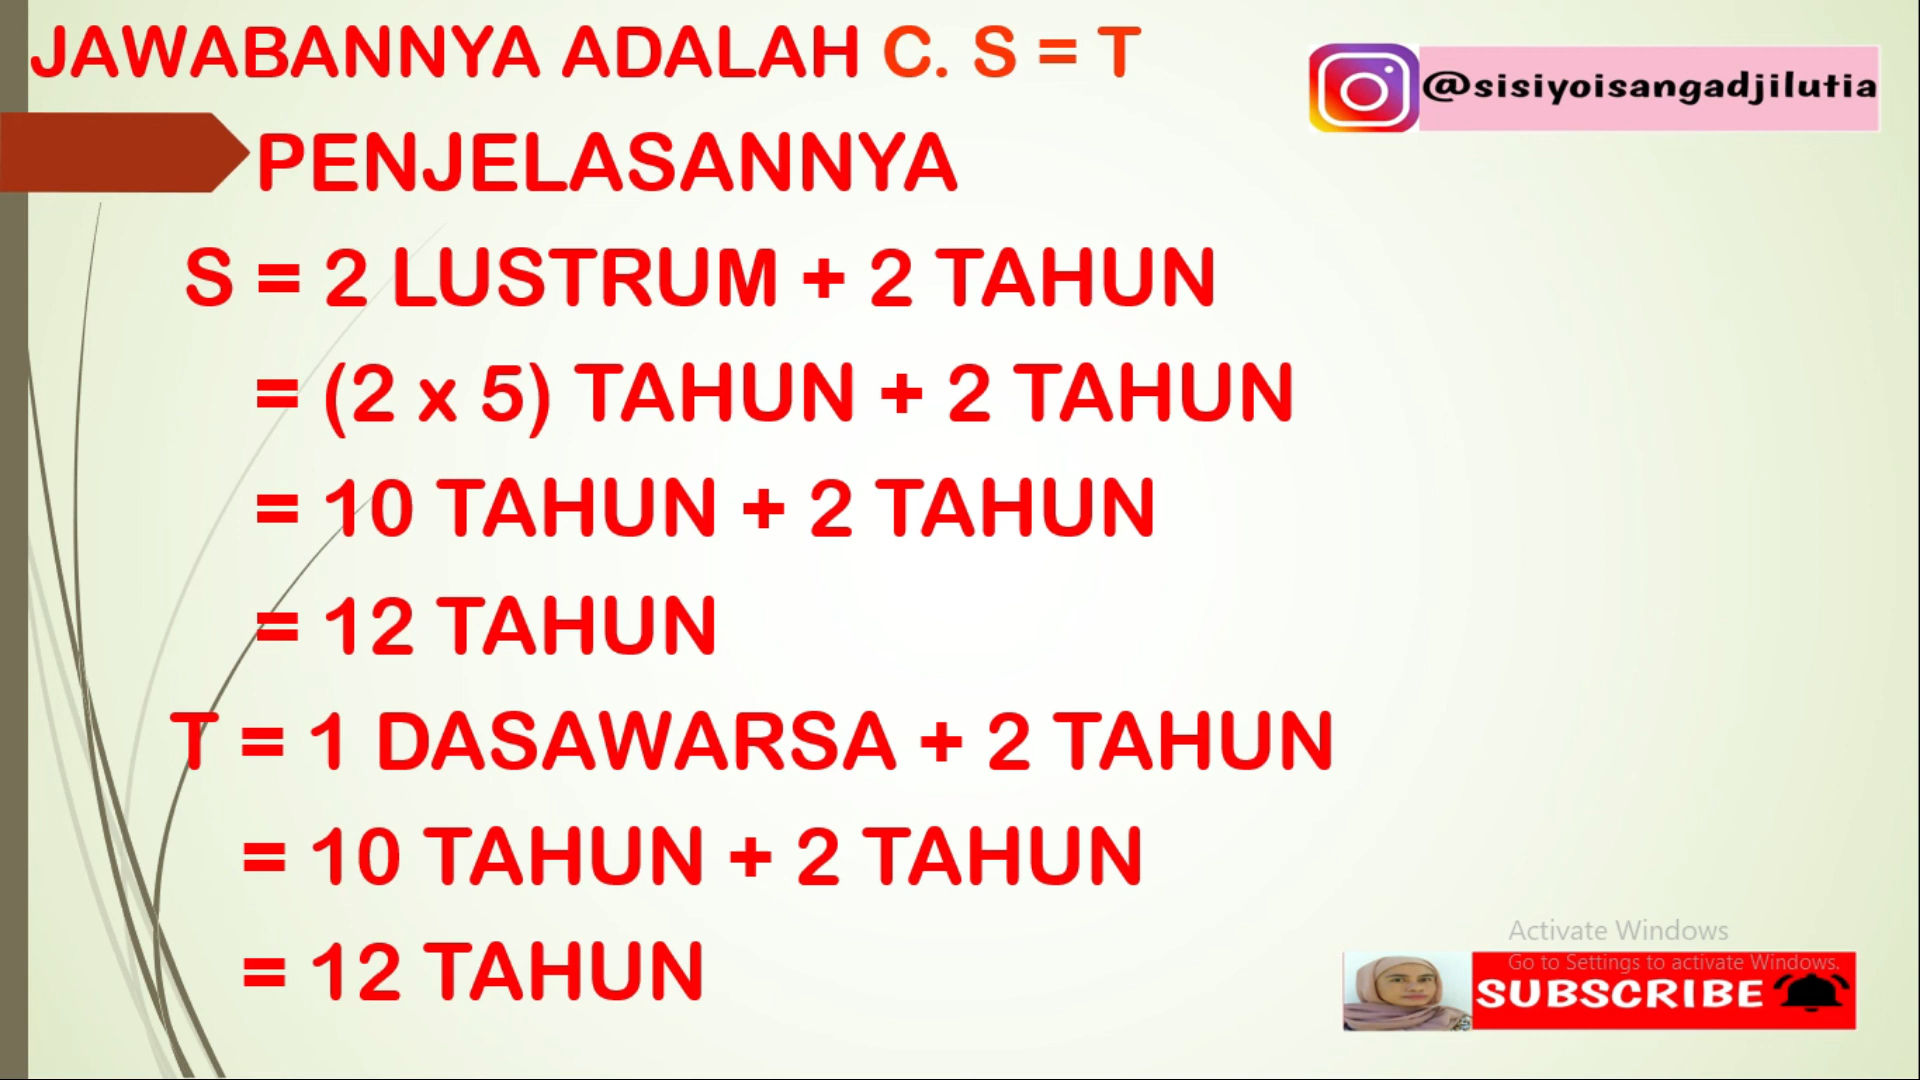 JAWABANNYA ADALAH C. S = T
@sisiyoisangadjilutia
PENJELASANNYA
S = 2 LUSTRUM + 2 TAHUN
= (2 x 5) TAHUN + 2 TAHUN
= 10 TAHUN + 2 TAHUN
= 12 TAHUN
T = 1 DASAWARSA + 2 TAHUN
= 10 TAHUN + 2 TAHUN
= 12 TAHUN
Activate Windows
Go to Settings to activate Windows.
SUBSCRIBE